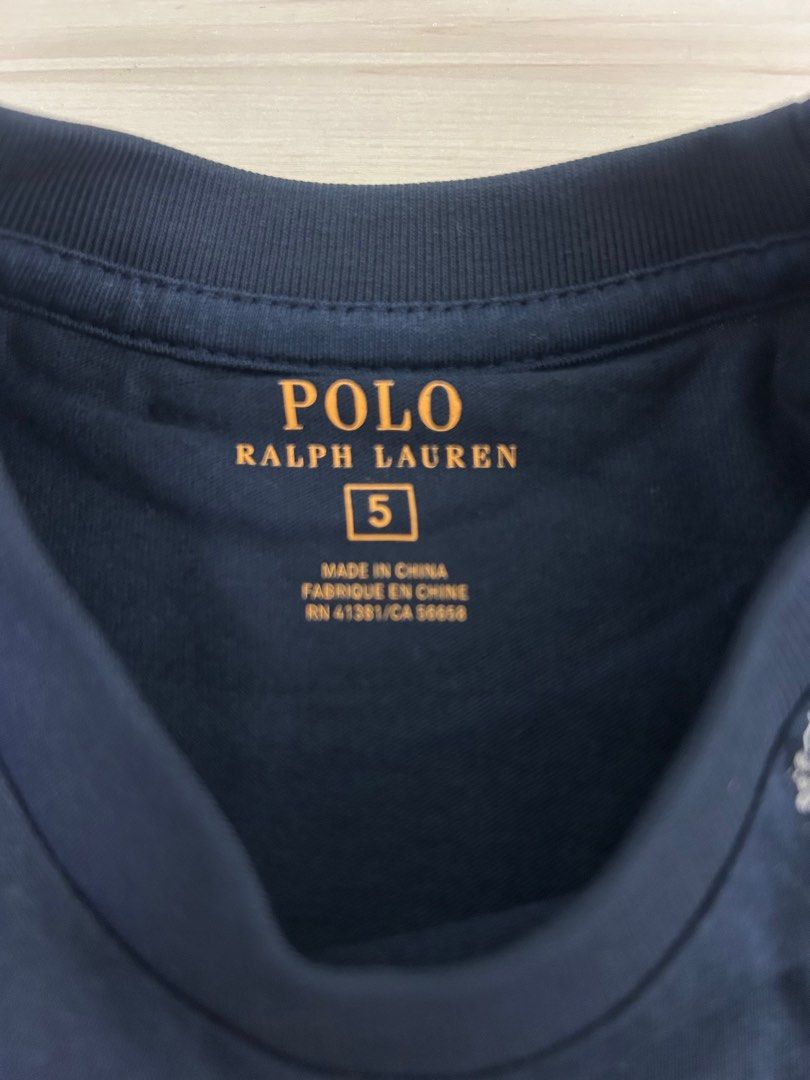 POLO
RALPH LAUREN
5
MADE IN CHINA
FABRIQUE EN CHINE
RN 41381/CA 56658